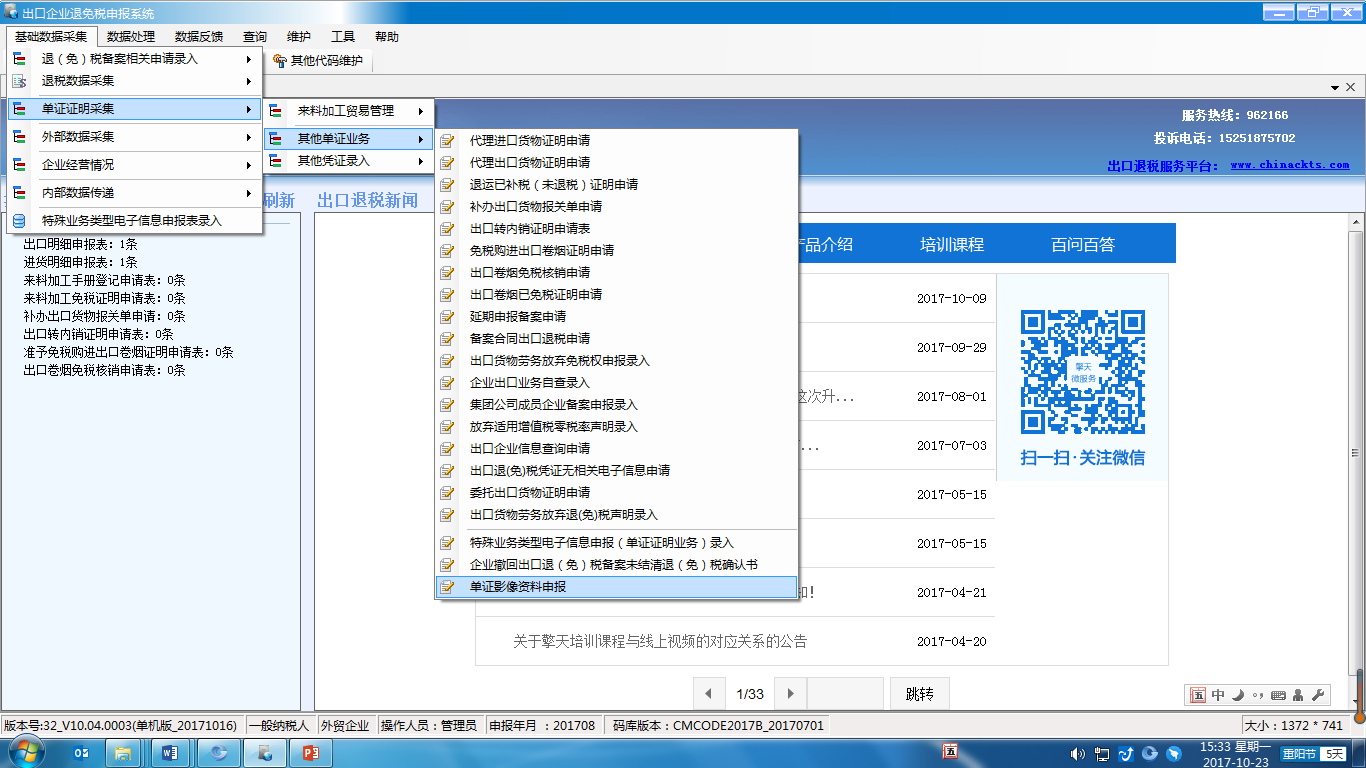 出口企业退免税申报系统
基础数据采集 数据处理 数据反馈 查询 维护 工具 帮助
其他代码维护
退（免）税备案相关申请录入
退税数据采集
单证证明采集
外部数据采集
企业经营情况
内部数据传递
特殊业务类型电子信息申报表录入
来料加工贸易管理
其他单证业务
其他凭证录入
代理进口货物证明申请
代理出口货物证明申请
退运已补税（未退税）证明申请
补办出口货物报关单申请
出口转内销证明申请表
免税购进出口卷烟证明申请
出口卷烟免税核销申请
出口卷烟已免税证明申请
延期申报备案申请
备案合同出口退税申请
出口货物劳务放弃免税权申报录入
企业出口业务自查录入
集团公司成员企业备案申报录入
放弃适用增值税零税率声明录入
出口企业信息查询申请
出口退(免)税凭证无相关电子信息申请
委托出口货物证明申请
出口货物劳务放弃退(免)税声明录入
特殊业务类型电子信息申报（单证证明业务）录入
企业撤回出口退（免）税备案未结清退（免）税确认书
单证影像资料申报
服务热线：962166
投诉电话：15251875702
出口退税服务平台： www.chinackts.com
刷新
出口退税新闻
出口明细申报表：1条
进货明细申报表：1条
来料加工手册登记申请表：0条
来料加工免税证明申请表：0条
补办出口货物报关单申请：0条
出口转内销证明申请表：0条
准予免税购进出口卷烟证明申请表：0条
出口卷烟免税核销申请表：0条
品介绍 培训课程 百问百答
2017-10-09
2017-09-29
这次升... 2017-08-01
... 2017-07-03
2017-05-15
2017-05-15
知! 2017-04-21
关于擎天培训课程与线上视频的对应关系的公告 2017-04-20
擎天
微服务
扫一扫·关注微信
1/33 跳转
五 中
版本号:32_V10.04.0003(单机版_20171016) 一般纳税人 外贸企业 操作人员：管理员 申报年月 ：201708 码库版本：CMCODE2017B_20170701 大小：1372 * 741
五
15:33 星期一
2017-10-23
重阳节 5天